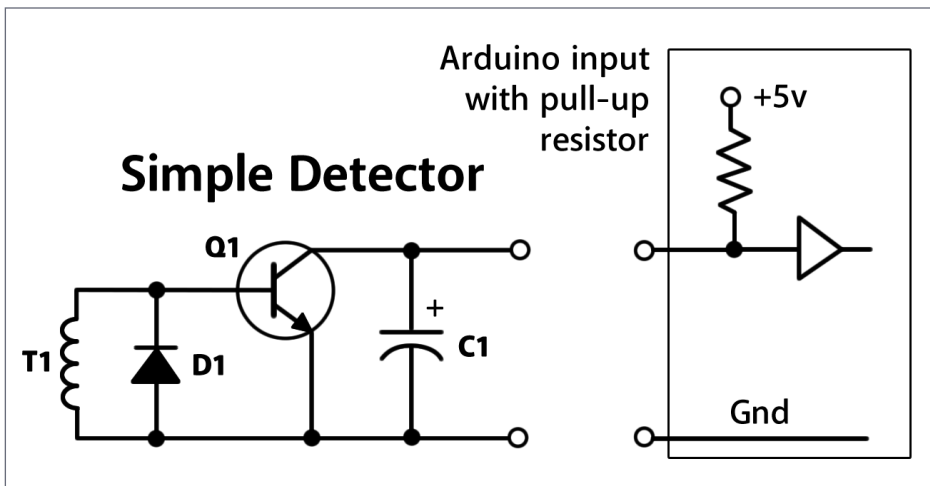 Arduino input
with pull-up
resistor
+5v
Simple Detector
Q1
+
T1
D1
C1
Gnd